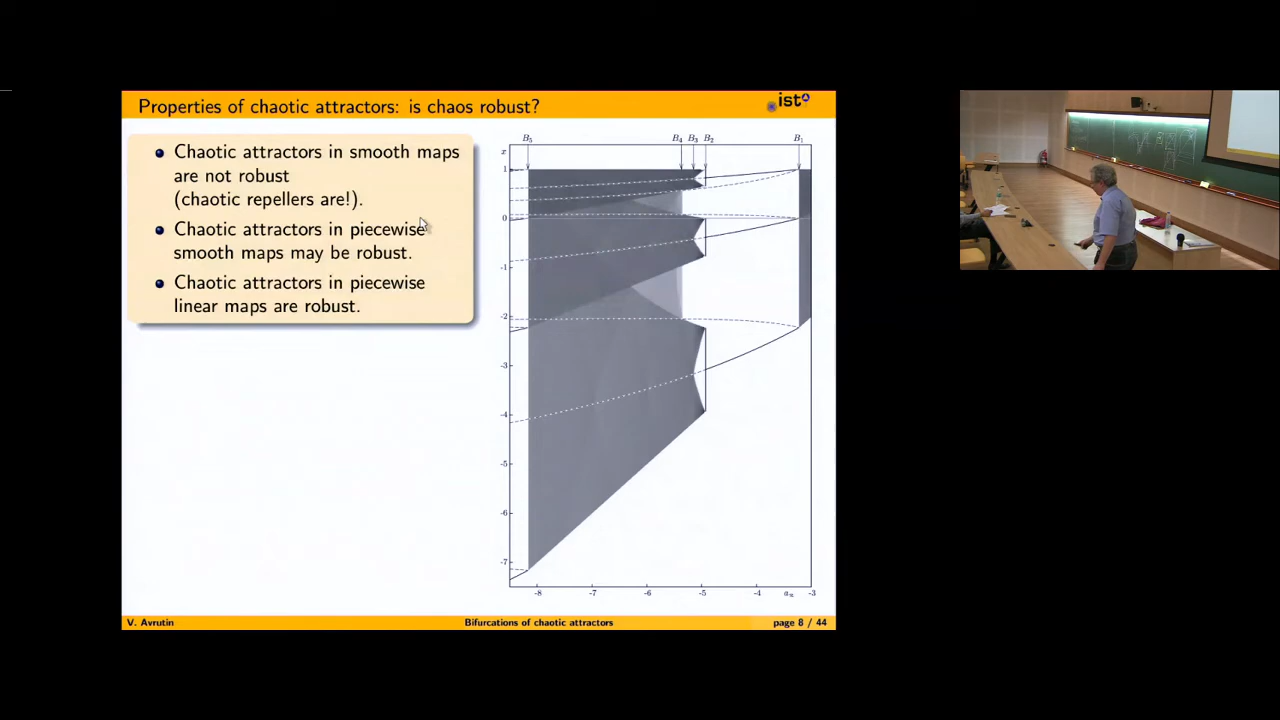 Properties of chaotic attractors: is chaos robust?
ist
Chaotic attractors in smooth maps
are not robust
(chaotic repellers are!).
Chaotic attractors in piecewise
smooth maps may be robust.
Chaotic attractors in piecewise
linear maps are robust.
B5 B4 B3 B2 B1
x
1
0
-1
-2
-3
-4
-5
-6
-7
-8 -7 -6 -5 -4 -3
V. Avrutin Bifurcations of chaotic attractors page 8 / 44